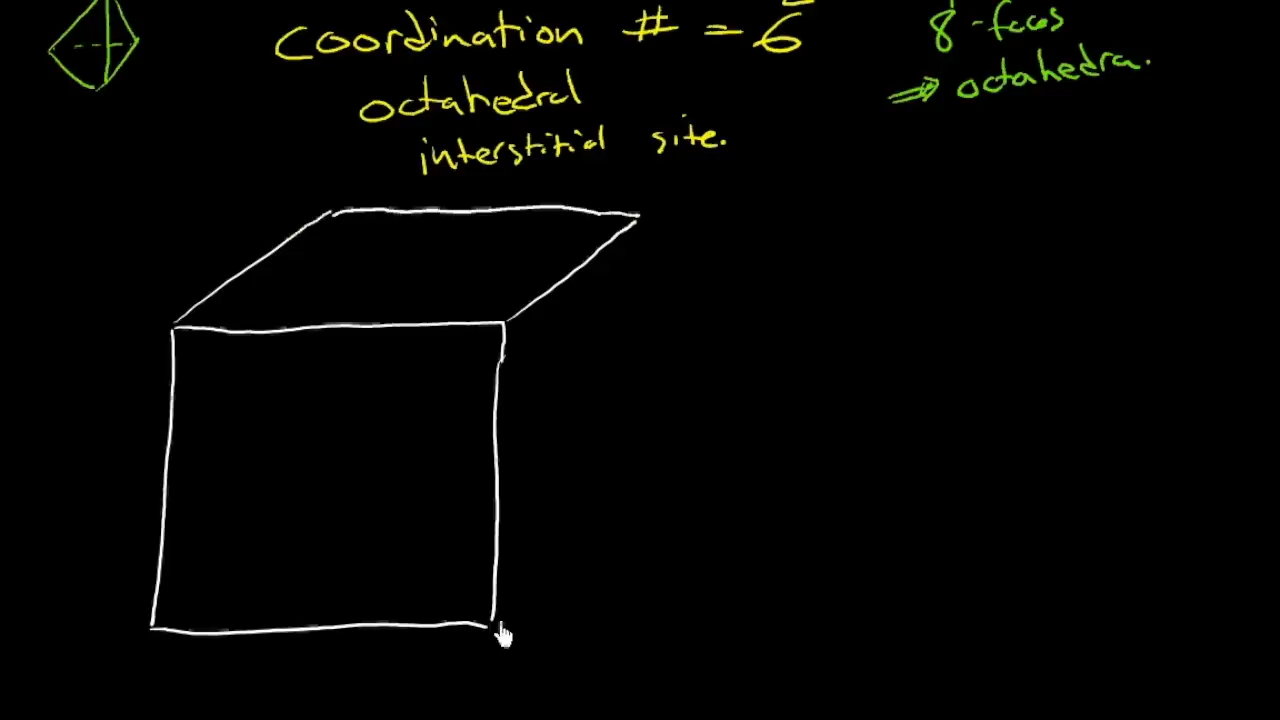 Coordination # = 6
octahedral
interstitial site.
8-faces
⇒ octahedra.